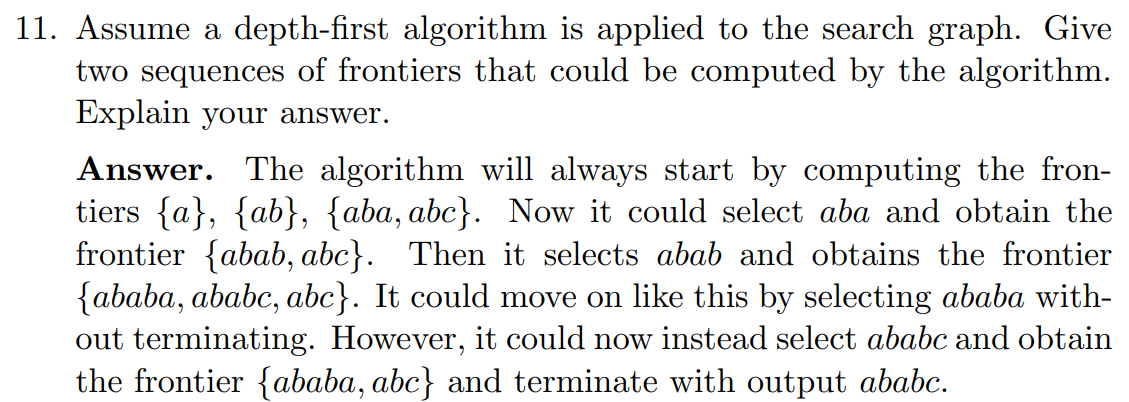 11. Assume a depth-first algorithm is applied to the search graph. Give
two sequences of frontiers that could be computed by the algorithm.
Explain your answer.
Answer. The algorithm will always start by computing the fron-
tiers {a}, {ab}, {aba, abc}. Now it could select aba and obtain the
frontier {abab, abc}. Then it selects abab and obtains the frontier
{ababa, ababc, abc}. It could move on like this by selecting ababa with-
out terminating. However, it could now instead select ababc and obtain
the frontier {ababa, abc} and terminate with output ababc.